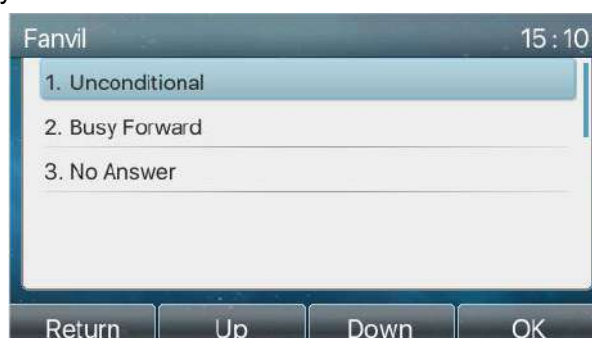 Fanvil 15:10
1. Unconditional
2. Busy Forward
3. No Answer
Return Up Down OK